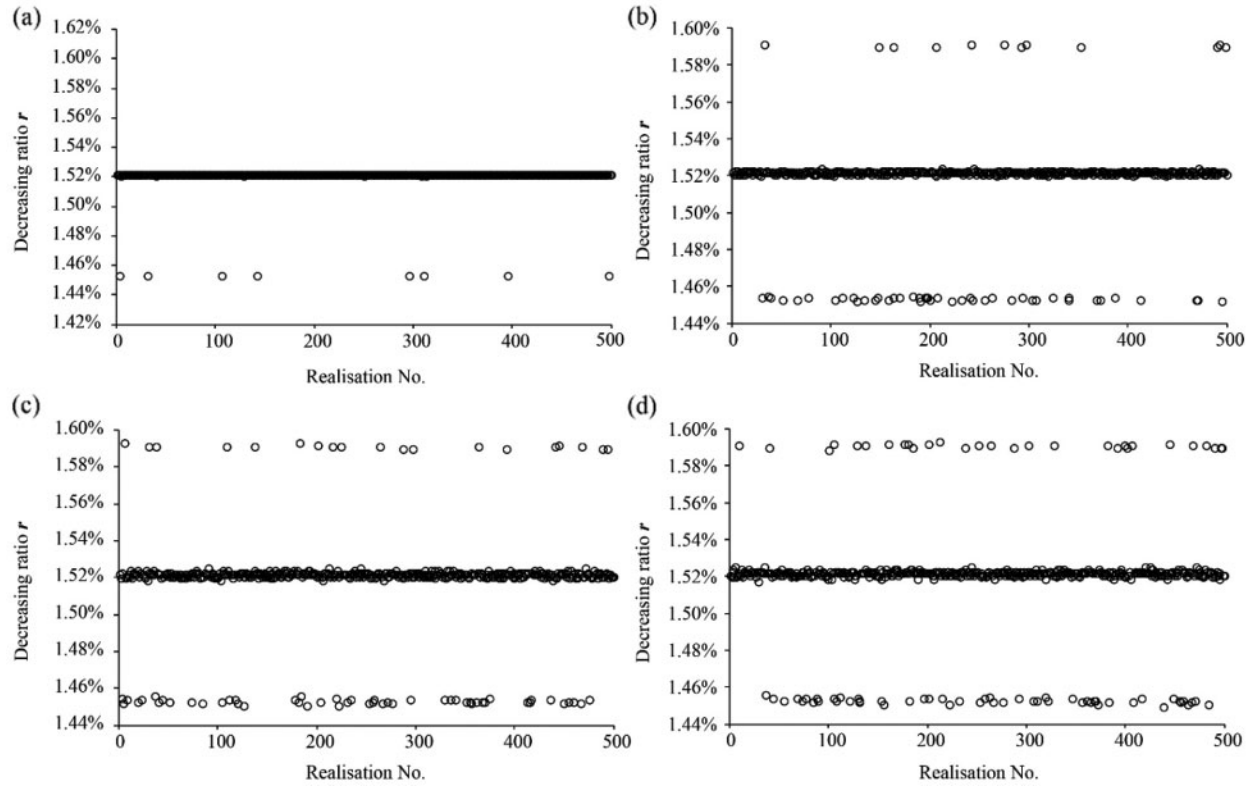 (a)
1.62%
1.60%
1.58%
1.56%
1.54%
1.52%
1.50%
1.48%
1.46%
1.44%
1.42%
Decreasing ratio r
0 100 200 300 400 500
Realisation No.
(b)
1.60%
1.58%
1.56%
1.54%
1.52%
1.50%
1.48%
1.46%
1.44%
Decreasing ratio r
0 100 200 300 400 500
Realisation No.
(c)
1.60%
1.58%
1.56%
1.54%
1.52%
1.50%
1.48%
1.46%
1.44%
Decreasing ratio r
0 100 200 300 400 500
Realisation No.
(d)
1.60%
1.58%
1.56%
1.54%
1.52%
1.50%
1.48%
1.46%
1.44%
Decreasing ratio r
0 100 200 300 400 500
Realisation No.